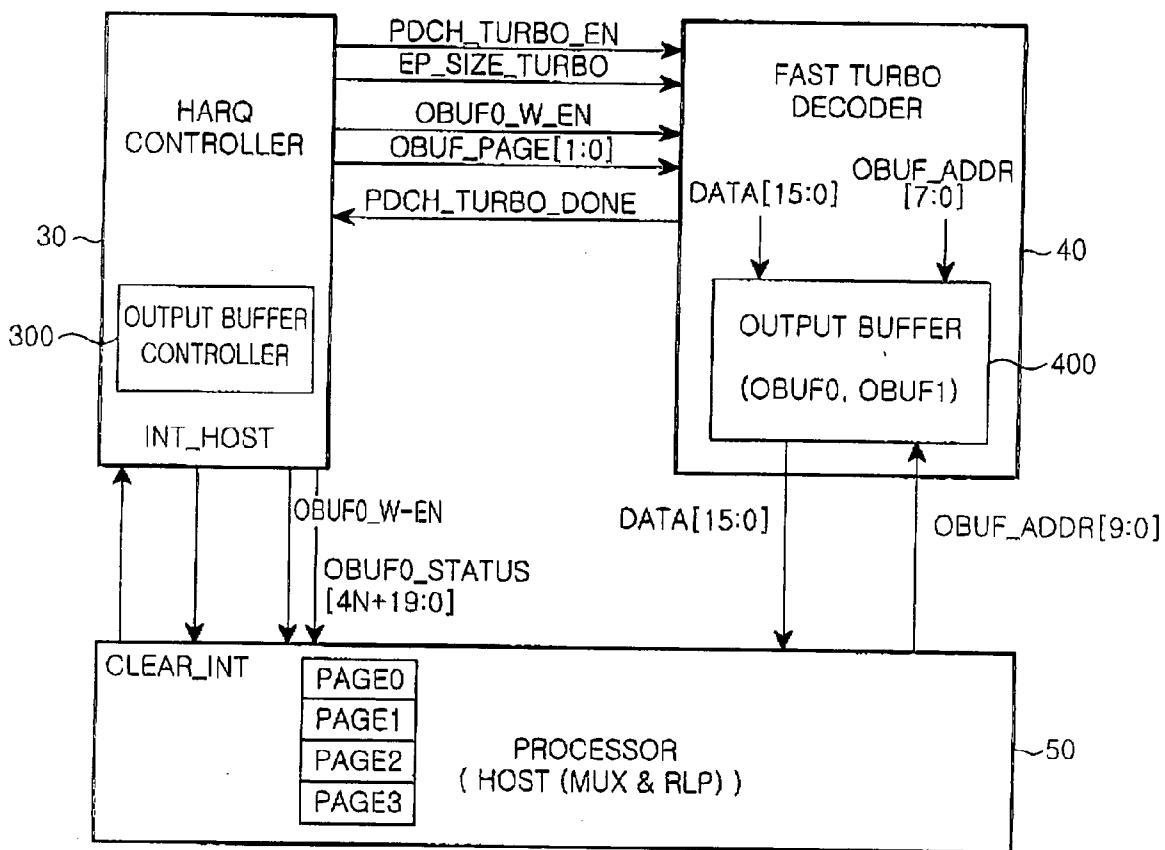 PDCH_TURBO_EN
EP_SIZE_TURBO
OBUF0_W_EN
OBUF_PAGE[1:0]
PDCH_TURBO_DONE
HARQ
CONTROLLER
30
300
OUTPUT BUFFER
CONTROLLER
INT_HOST
FAST TURBO
DECODER
DATA[15:0]
OBUF_ADDR
[7:0]
40
OUTPUT BUFFER
(OBUF0, OBUF1)
400
OBUF0_W-EN
OBUF0_STATUS
[4N+19:0]
DATA[15:0]
OBUF_ADDR[9:0]
CLEAR_INT
PAGE0
PAGE1
PAGE2
PAGE3
PROCESSOR
( HOST (MUX & RLP) )
50